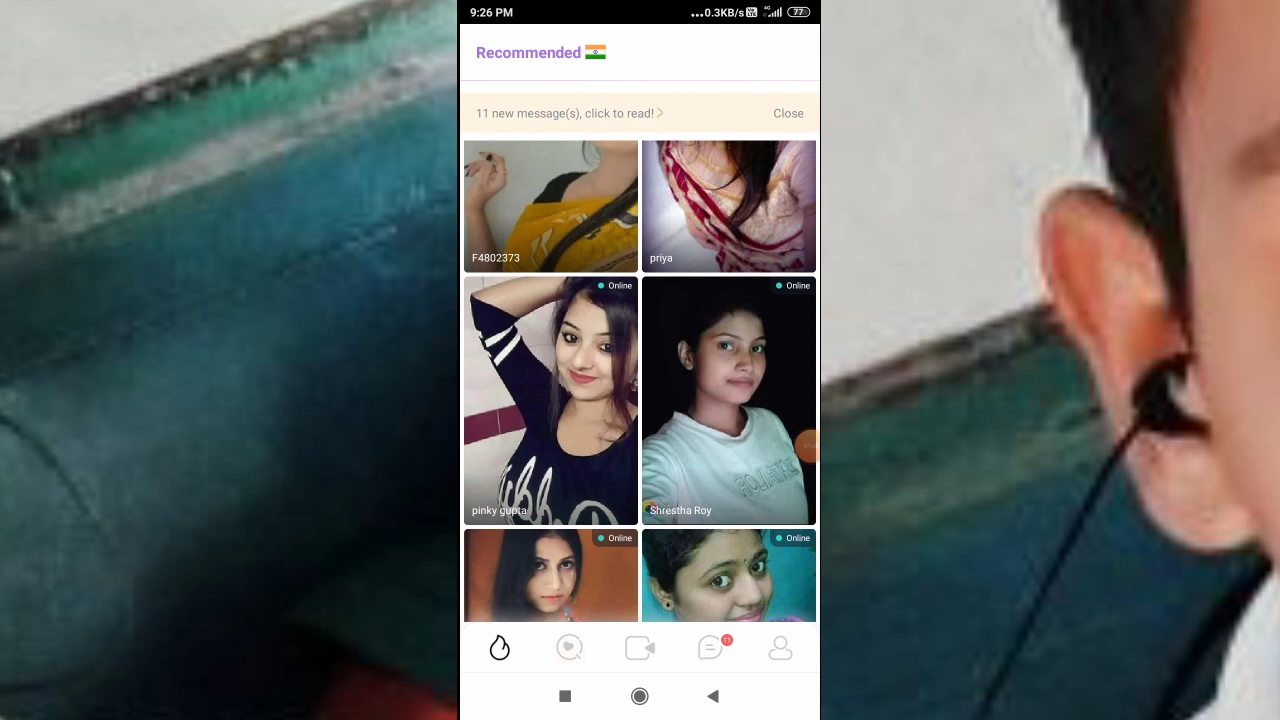 9:26 PM
...0.3KB/s
4G
77
Recommended
11 new message(s), click to read!
Close
F4802373
priya
Online
Online
pinky gupta
Shrestha Roy
Online
Online
11